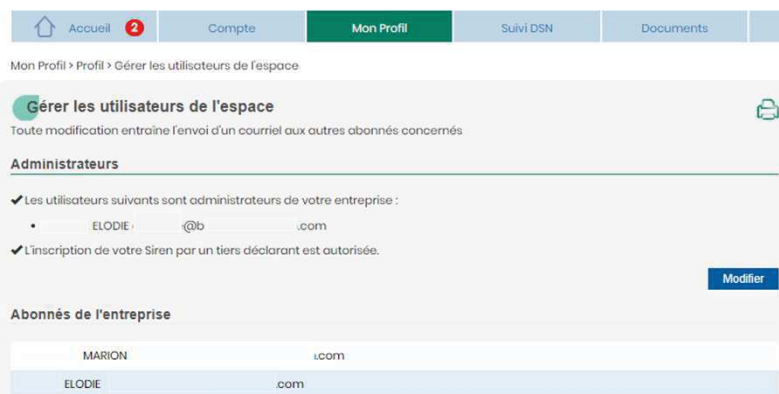 Accueil 2 Compte Mon Profil Suivi DSN Documents
Mon Profil > Profil > Gérer les utilisateurs de l'espace
Gérer les utilisateurs de l'espace
Toute modification entraîne l'envoi d'un courriel aux autres abonnés concernés
Administrateurs
✔Les utilisateurs suivants sont administrateurs de votre entreprise :
• ELODIE @b .com
✔L'inscription de votre Siren par un tiers déclarant est autorisée.
Modifier
Abonnés de l'entreprise
MARION .com
ELODIE .com